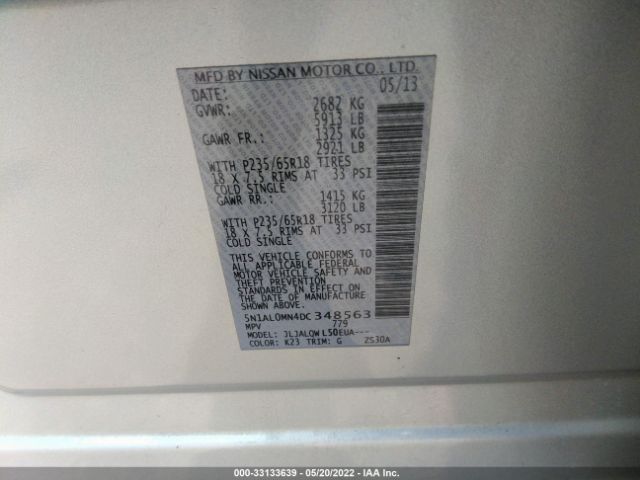 MFD BY NISSAN MOTOR CO., LTD.
DATE: 05/13
GVWR: 2682 KG
5913 LB
GAWR FR.: 1325 KG
2921 LB
WITH P235/65R18 TIRES
18 X 7.5 RIMS AT 33 PSI
COLD SINGLE
GAWR RR.: 1415 KG
3120 LB
WITH P235/65R18 TIRES
18 X 7.5 RIMS AT 33 PSI
COLD SINGLE
THIS VEHICLE CONFORMS TO
ALL APPLICABLE FEDERAL
MOTOR VEHICLE SAFETY AND
THEFT PREVENTION
STANDARDS IN EFFECT ON
THE DATE OF MANUFACTURE
SHOWN ABOVE.
5N1AL0MN4DC348563
MPV 779
MODEL: JLJALQWL50EUA---
COLOR: K23 TRIM: G 2S30A
000-33133639 - 05/20/2022 - IAA Inc.